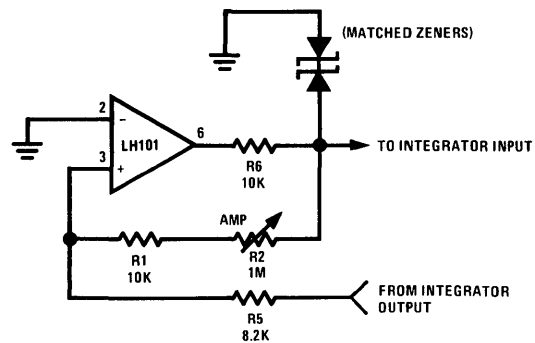 (MATCHED ZENERS)
2
−
LH101
6
3
+
R6
10K
TO INTEGRATOR INPUT
AMP
R1
10K
R2
1M
FROM INTEGRATOR
OUTPUT
R5
8.2K